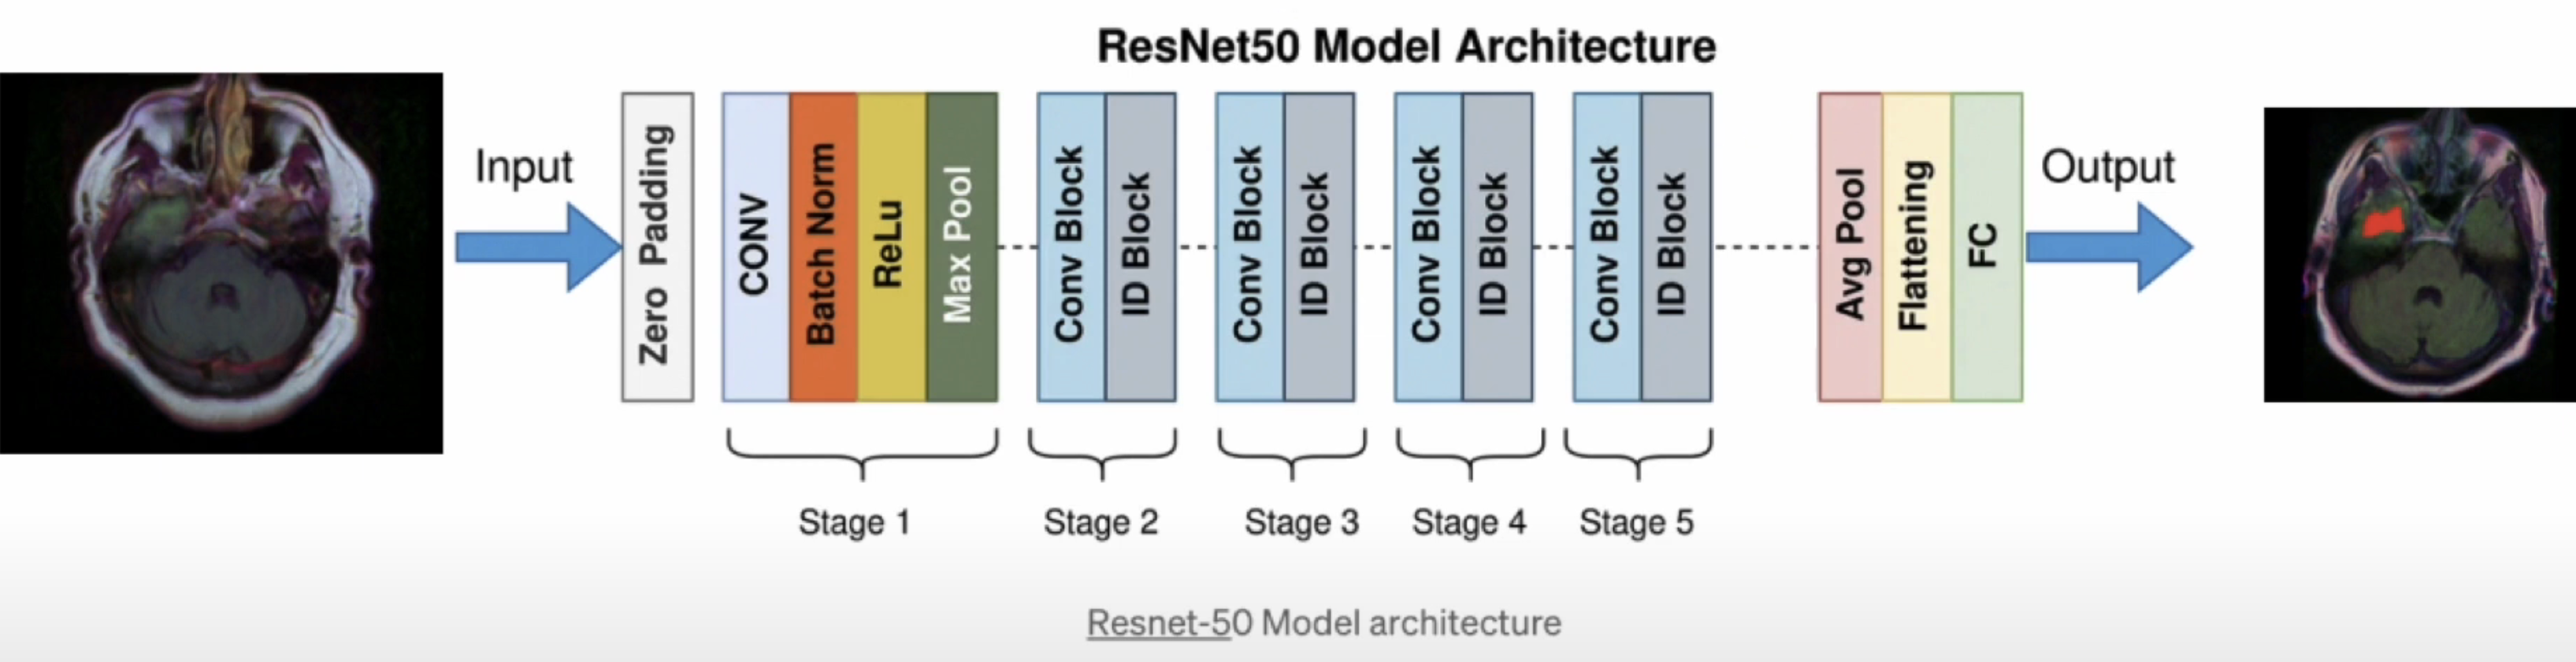 ResNet50 Model Architecture
Input
Zero Padding
CONV
Batch Norm
ReLu
Max Pool
Conv Block
ID Block
Conv Block
ID Block
Conv Block
ID Block
Conv Block
ID Block
Avg Pool
Flattening
FC
Output
Stage 1
Stage 2
Stage 3
Stage 4
Stage 5
Resnet-50 Model architecture